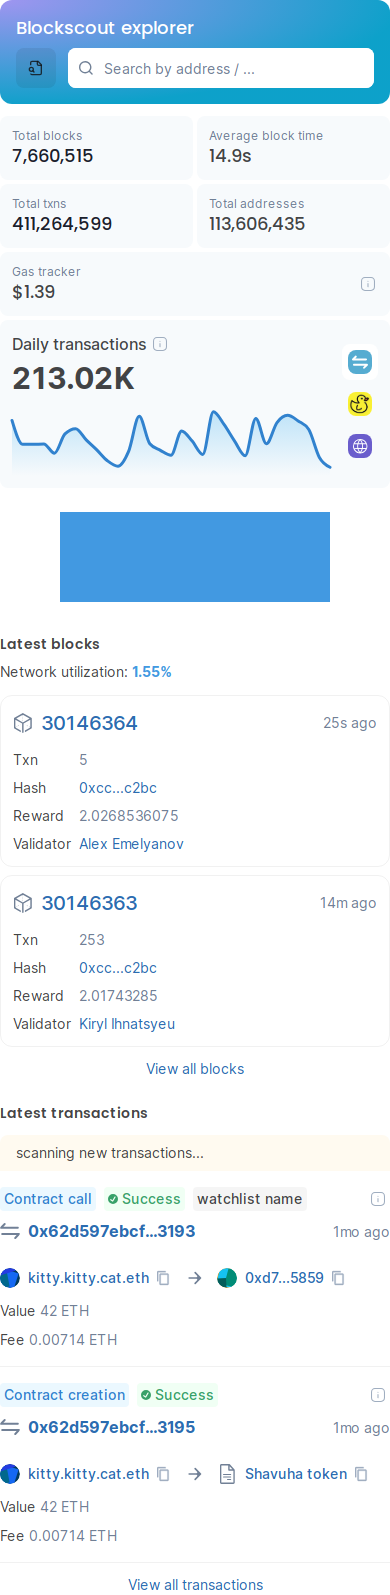 Blockscout explorer
Search by address / ...
Total blocks
7,660,515
Average block time
14.9s
Total txns
411,264,599
Total addresses
113,606,435
Gas tracker
$1.39
Daily transactions
213.02K
Latest blocks
Network utilization: 1.55%
30146364 25s ago
Txn 5
Hash 0xcc...c2bc
Reward 2.0268536075
Validator Alex Emelyanov
30146363 14m ago
Txn 253
Hash 0xcc...c2bc
Reward 2.01743285
Validator Kiryl Ihnatsyeu
View all blocks
Latest transactions
scanning new transactions...
Contract call Success watchlist name
0x62d597ebcf...3193 1mo ago
kitty.kitty.cat.eth 0xd7...5859
Value 42 ETH
Fee 0.00714 ETH
Contract creation Success
0x62d597ebcf...3195 1mo ago
kitty.kitty.cat.eth Shavuha token
Value 42 ETH
Fee 0.00714 ETH
View all transactions